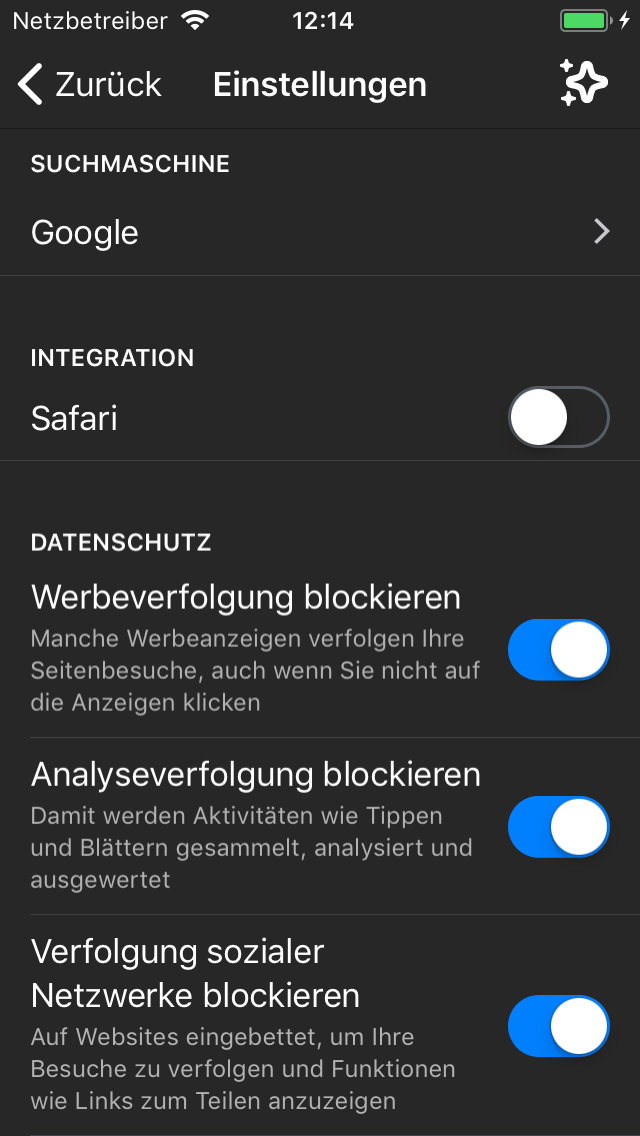 Netzbetreiber 12:14
Zurück Einstellungen
SUCHMASCHINE
Google
INTEGRATION
Safari
DATENSCHUTZ
Werbeverfolgung blockieren
Manche Werbeanzeigen verfolgen Ihre
Seitenbesuche, auch wenn Sie nicht auf
die Anzeigen klicken
Analyseverfolgung blockieren
Damit werden Aktivitäten wie Tippen
und Blättern gesammelt, analysiert und
ausgewertet
Verfolgung sozialer
Netzwerke blockieren
Auf Websites eingebettet, um Ihre
Besuche zu verfolgen und Funktionen
wie Links zum Teilen anzuzeigen